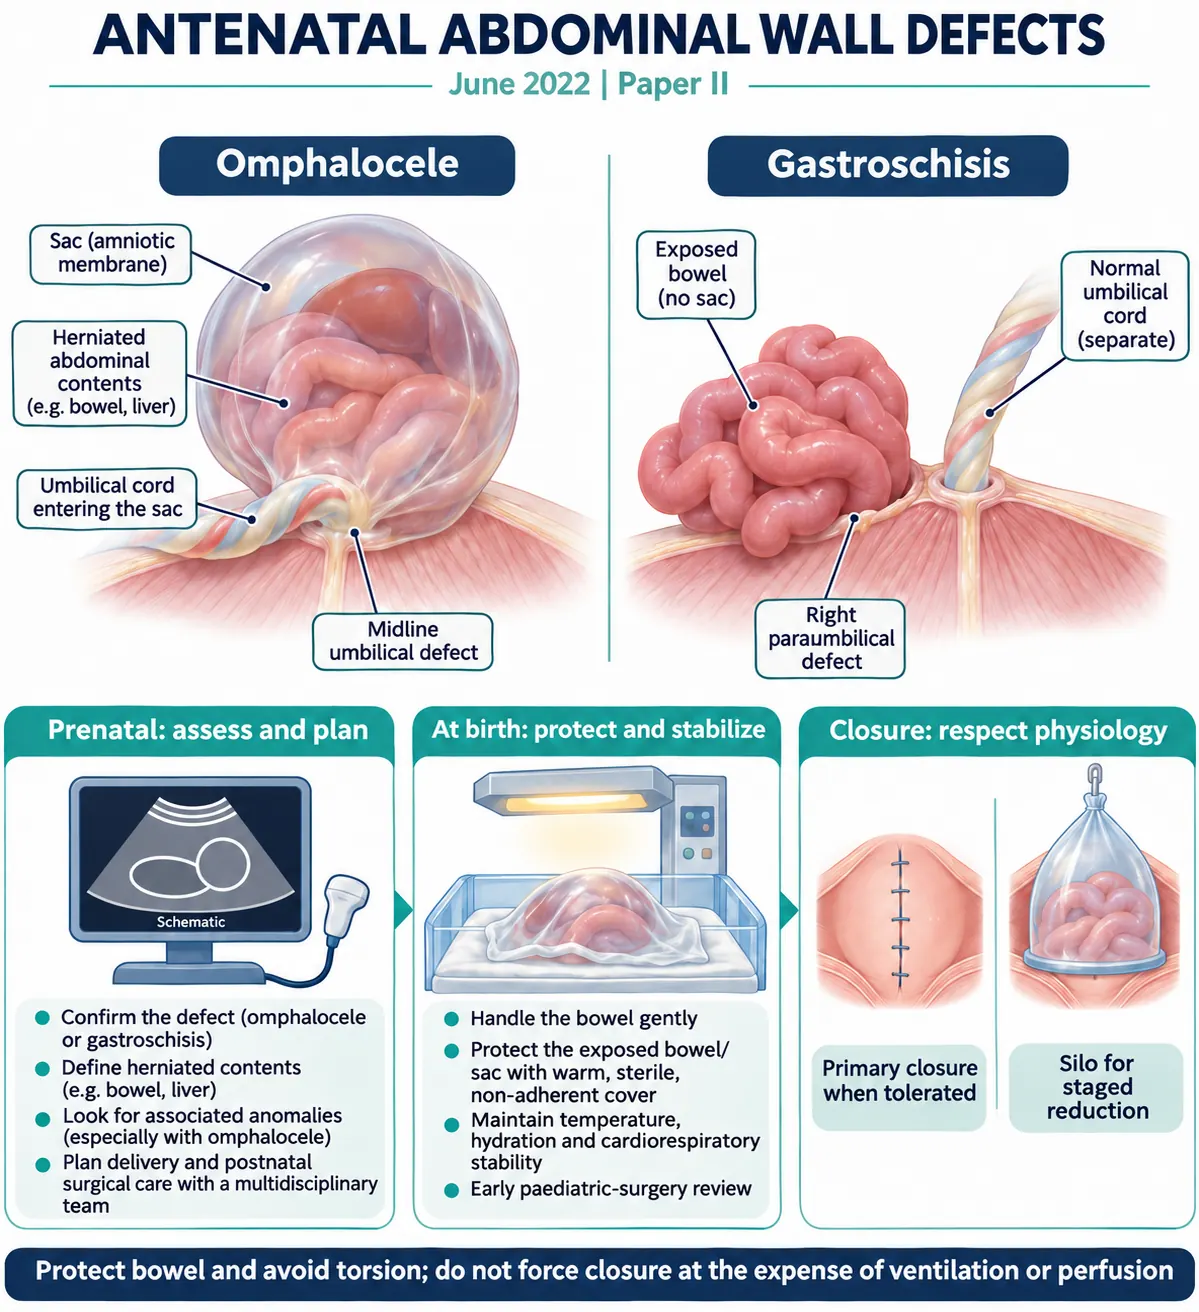 ANTENATAL ABDOMINAL WALL DEFECTS
June 2022 | Paper II
Omphalocele
Sac (amniotic
membrane)
Herniated
abdominal
contents
(e.g. bowel, liver)
Umbilical cord
entering the sac
Midline
umbilical defect
Gastroschisis
Exposed
bowel
(no sac)
Normal
umbilical
cord
(separate)
Right
paraumbilical
defect
Prenatal: assess and plan
Schematic
Confirm the defect (omphalocele
or gastroschisis)
Define herniated contents
(e.g. bowel, liver)
Look for associated anomalies
(especially with omphalocele)
Plan delivery and postnatal
surgical care with a multidisciplinary
team
At birth: protect and stabilize
Handle the bowel gently
Protect the exposed bowel/
sac with warm, sterile,
non-adherent cover
Maintain temperature,
hydration and cardiorespiratory
stability
Early paediatric-surgery review
Closure: respect physiology
Primary closure
when tolerated
Silo for
staged
reduction
Protect bowel and avoid torsion; do not force closure at the expense of ventilation or perfusion